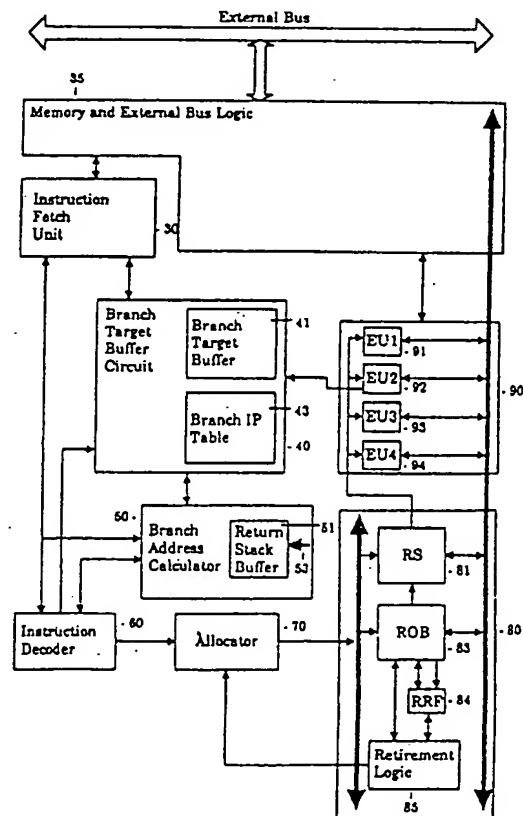 External Bus
35
Memory and External Bus Logic
Instruction
Fetch
Unit
30
Branch
Target
Buffer
Circuit
Branch
Target
Buffer
41
Branch IP
Table
43
40
EU1
91
EU2
92
EU3
93
EU4
94
90
50
Branch
Address
Calculator
Return
Stack
Buffer
51
53
Instruction
Decoder
60
Allocator
70
RS
81
ROB
83
80
RRF
84
Retirement
Logic
85